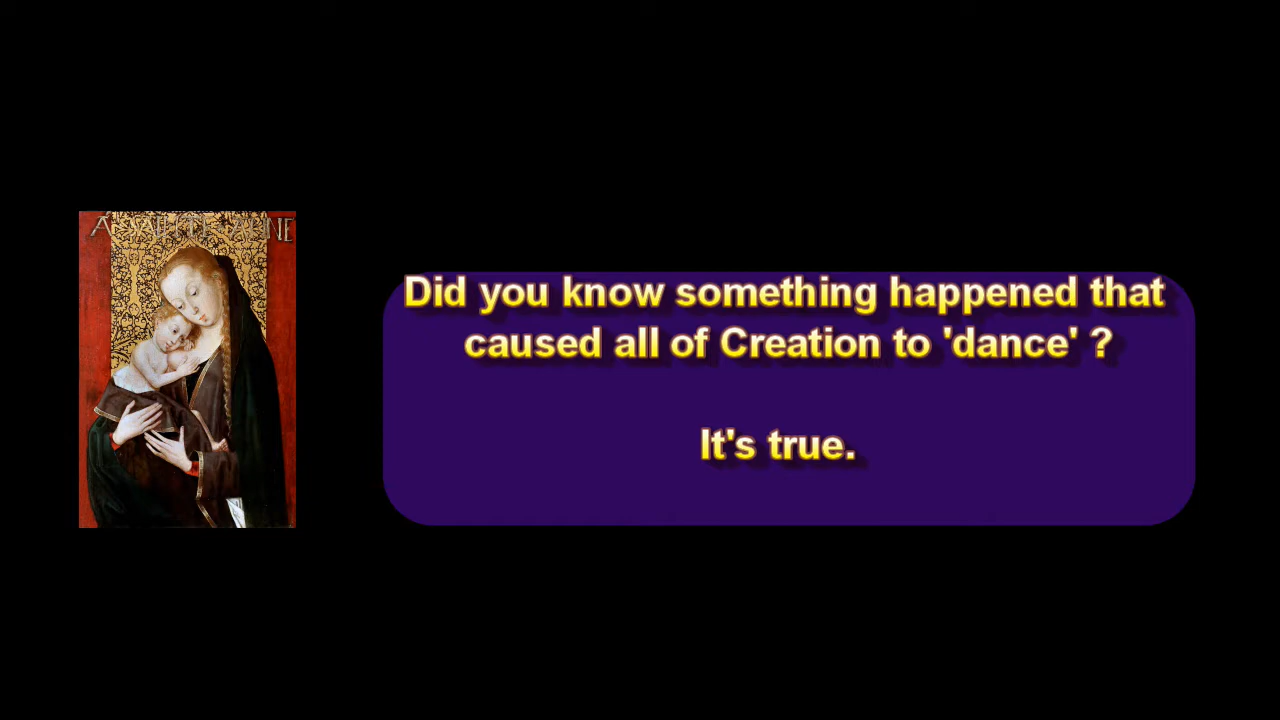 Did you know something happened that
caused all of Creation to 'dance' ?
It's true.